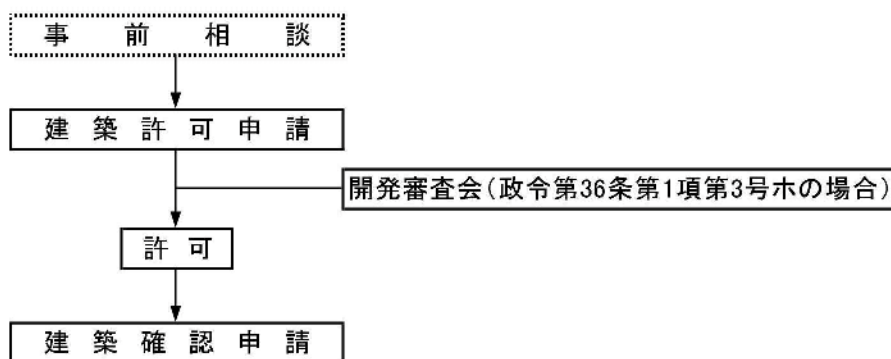 事前相談
建築許可申請
開発審査会(政令第36条第1項第3号ホの場合)
許可
建築確認申請